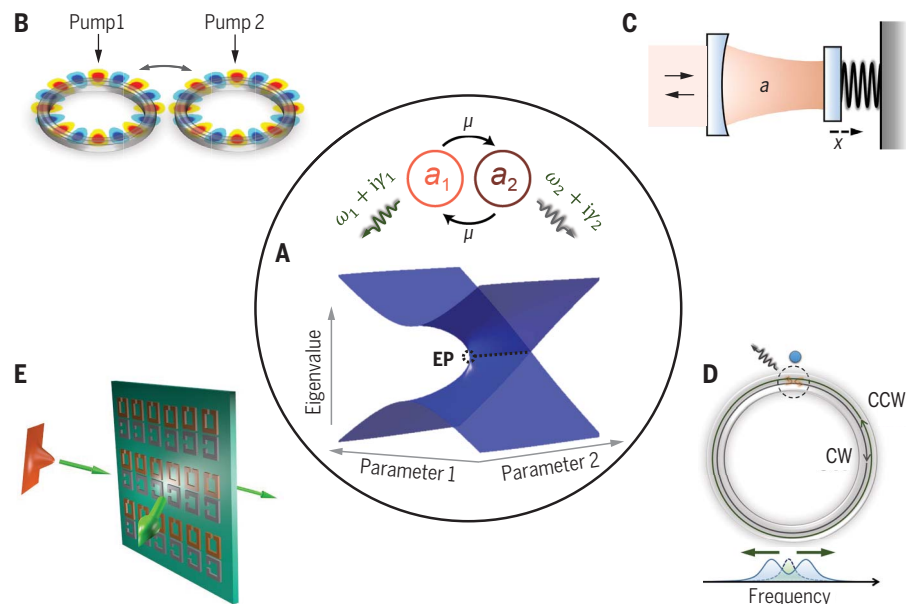 B
Pump1
Pump 2
C
a
x
μ
a1
a2
ω1 + iγ1
ω2 + iγ2
μ
A
Eigenvalue
EP
Parameter 1
Parameter 2
E
D
CCW
CW
Frequency